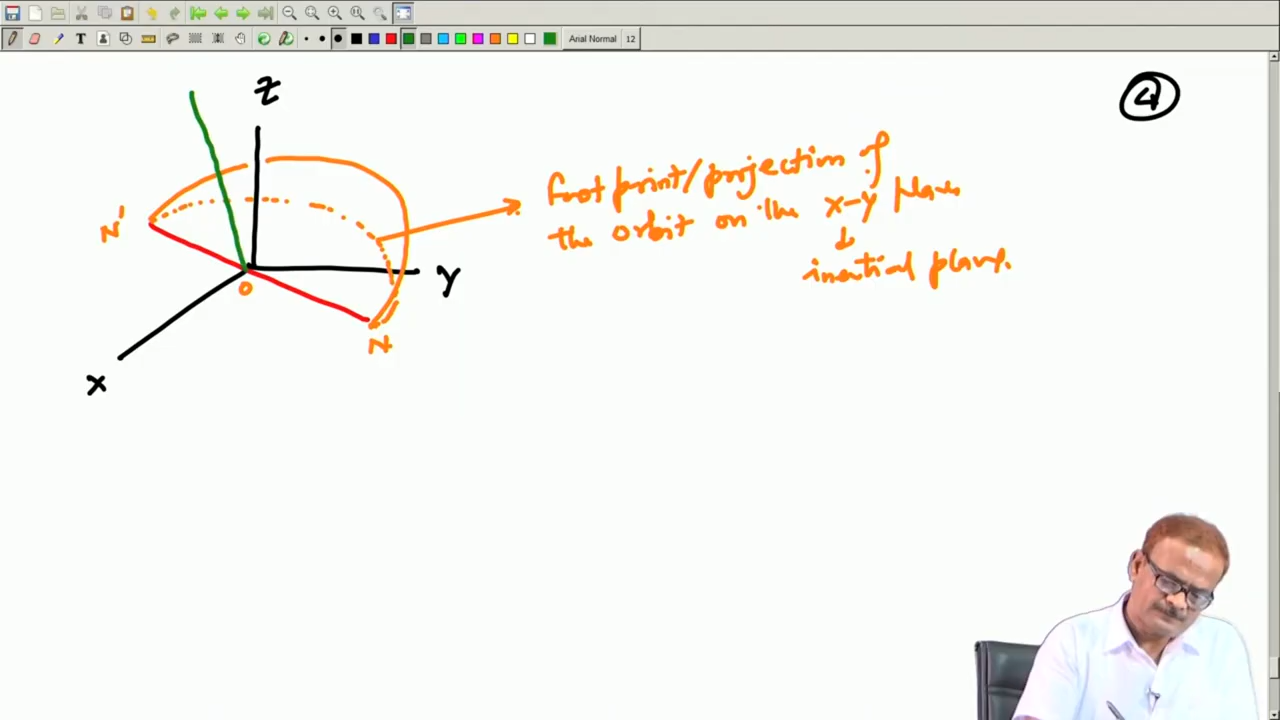 Arial Normal 12
Z
4
foot print/projection of
the orbit on the x-y plane
inertial plane.
N'
Y
O
N
X